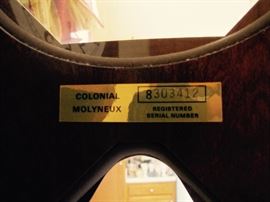 COLONIAL
MOLYNEUX
8303412
REGISTERED
SERIAL NUMBER